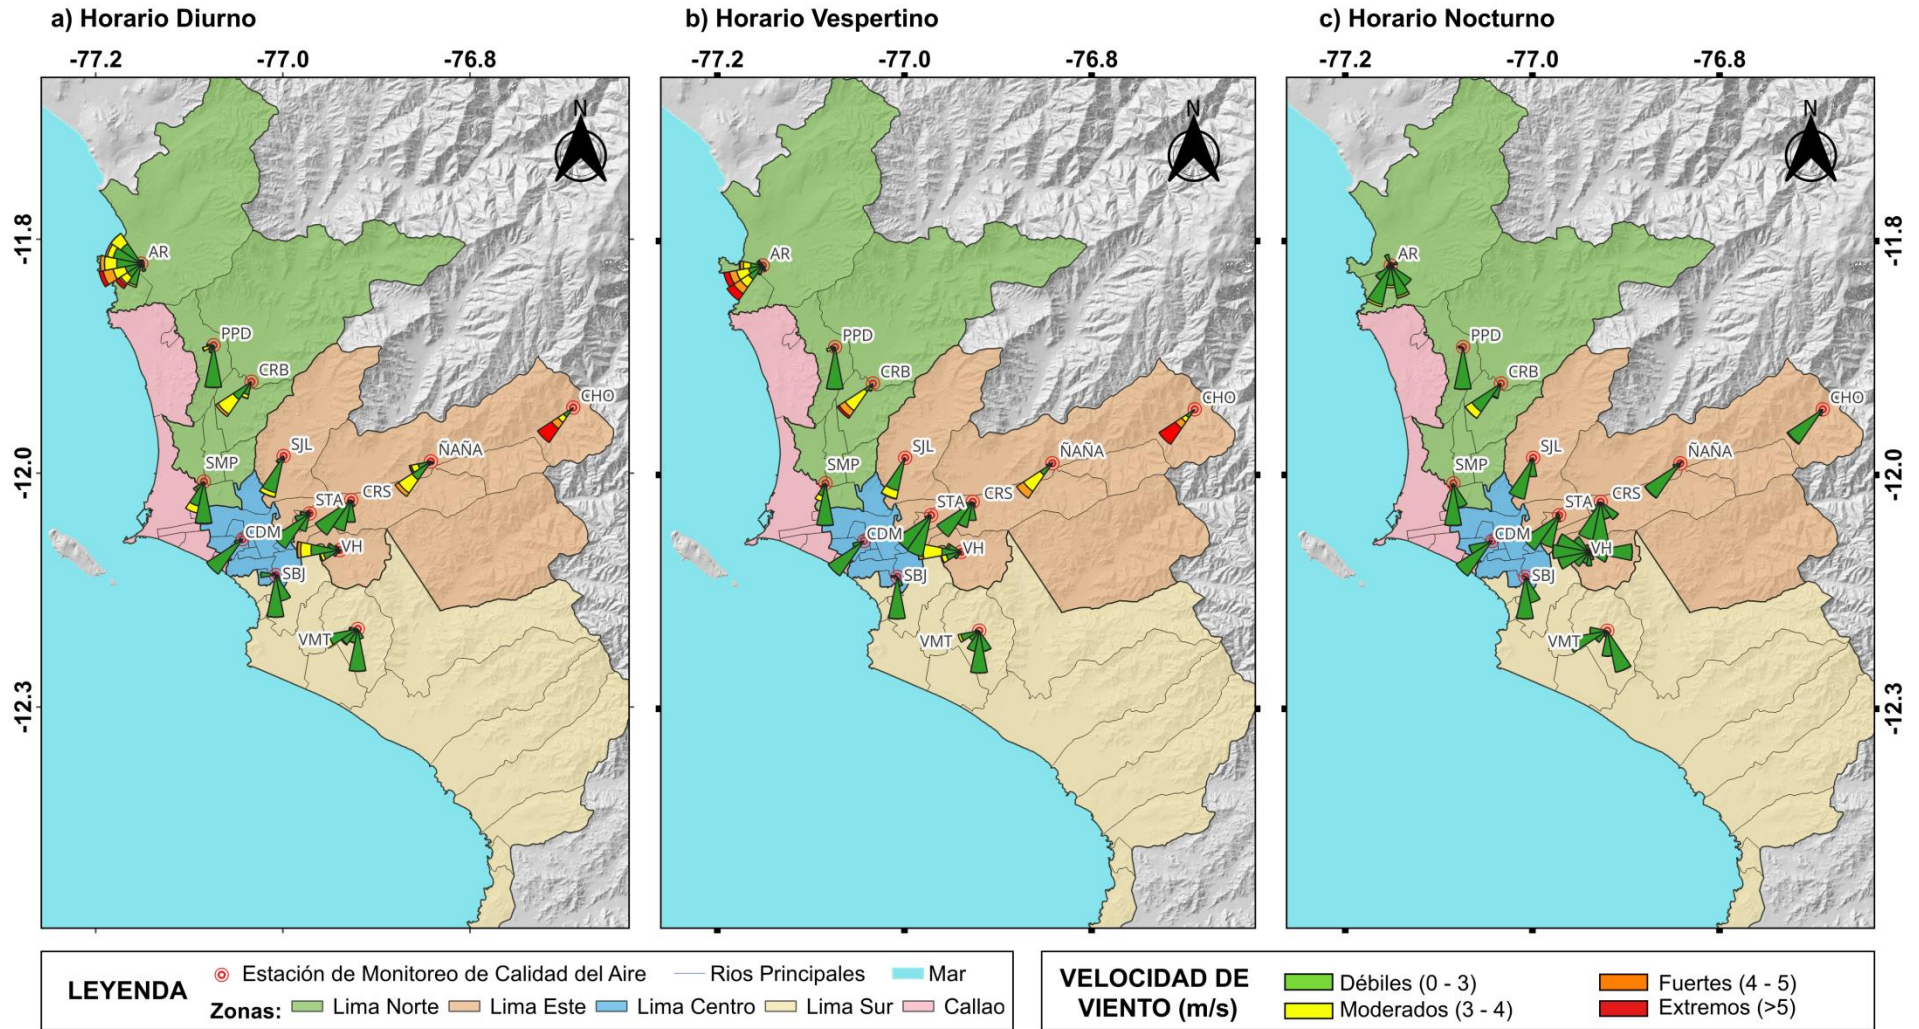 a) Horario Diurno
b) Horario Vespertino
c) Horario Nocturno
-77.2 -77.0 -76.8
-77.2 -77.0 -76.8
-77.2 -77.0 -76.8
-11.8
-12.0
-12.3
N
AR
PPD
CRB
CHO
SJL
ÑAÑA
SMP
STA
CRS
CDM
VH
SBJ
VMT
N
AR
PPD
CRB
CHO
SJL
ÑAÑA
SMP
STA
CRS
CDM
VH
SBJ
VMT
N
AR
PPD
CRB
CHO
SJL
ÑAÑA
SMP
STA
CRS
CDM
VH
SBJ
VMT
-11.8
-12.0
-12.3
LEYENDA
Estación de Monitoreo de Calidad del Aire Rios Principales Mar
Zonas: Lima Norte Lima Este Lima Centro Lima Sur Callao
VELOCIDAD DE
VIENTO (m/s)
Débiles (0 - 3) Fuertes (4 - 5)
Moderados (3 - 4) Extremos (>5)